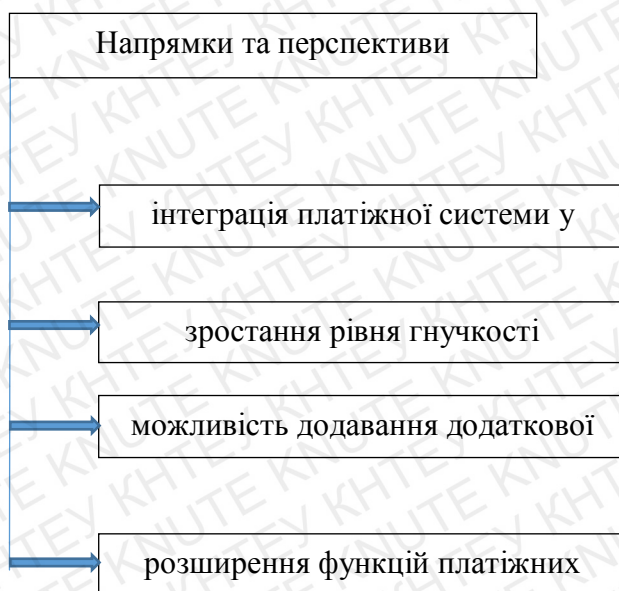 Напрямки та перспективи
інтеграція платіжної системи у
зростання рівня гнучкості
можливість додавання додаткової
розширення функцій платіжних